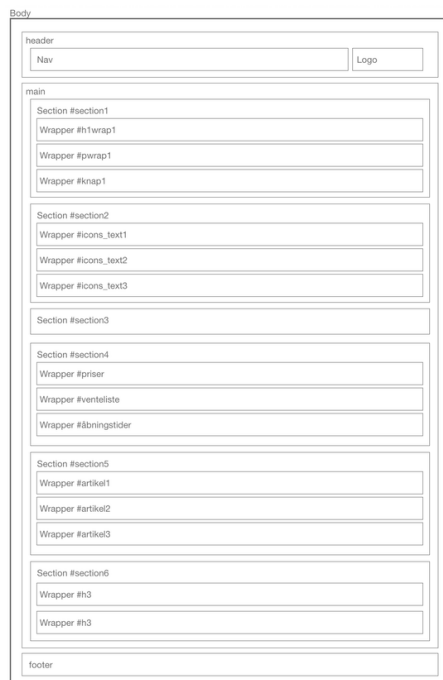 Body
header
Nav
Logo
main
Section #section1
Wrapper #h1wrap1
Wrapper #pwrap1
Wrapper #knap1
Section #section2
Wrapper #icons_text1
Wrapper #icons_text2
Wrapper #icons_text3
Section #section3
Section #section4
Wrapper #priser
Wrapper #venteliste
Wrapper #åbningstider
Section #section5
Wrapper #artikel1
Wrapper #artikel2
Wrapper #artikel3
Section #section6
Wrapper #h3
Wrapper #h3
footer